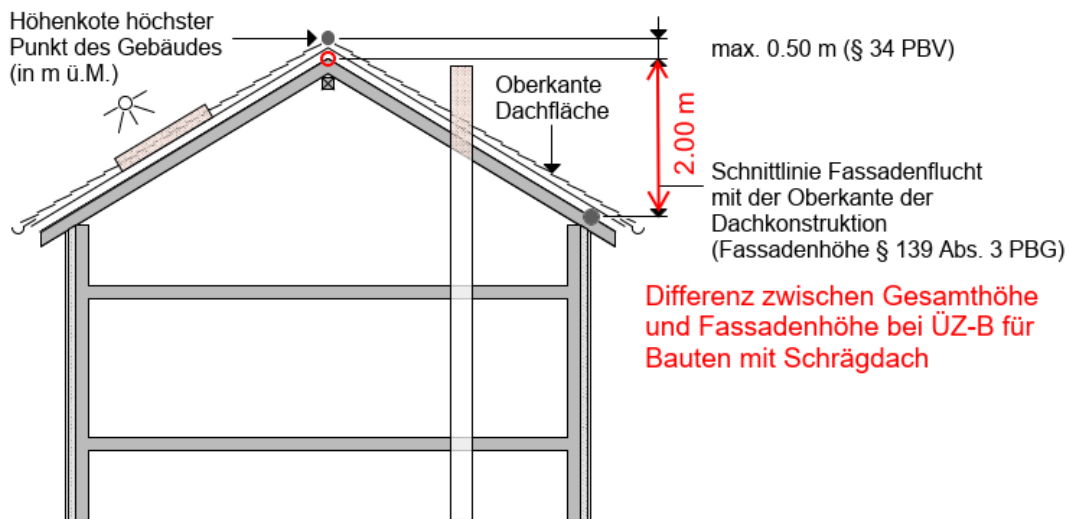 Höhenkote höchster
Punkt des Gebäudes
(in m ü.M.)
max. 0.50 m (§ 34 PBV)
Oberkante
Dachfläche
2.00 m
Schnittlinie Fassadenflucht
mit der Oberkante der
Dachkonstruktion
(Fassadenhöhe § 139 Abs. 3 PBG)
Differenz zwischen Gesamthöhe
und Fassadenhöhe bei ÜZ-B für
Bauten mit Schrägdach